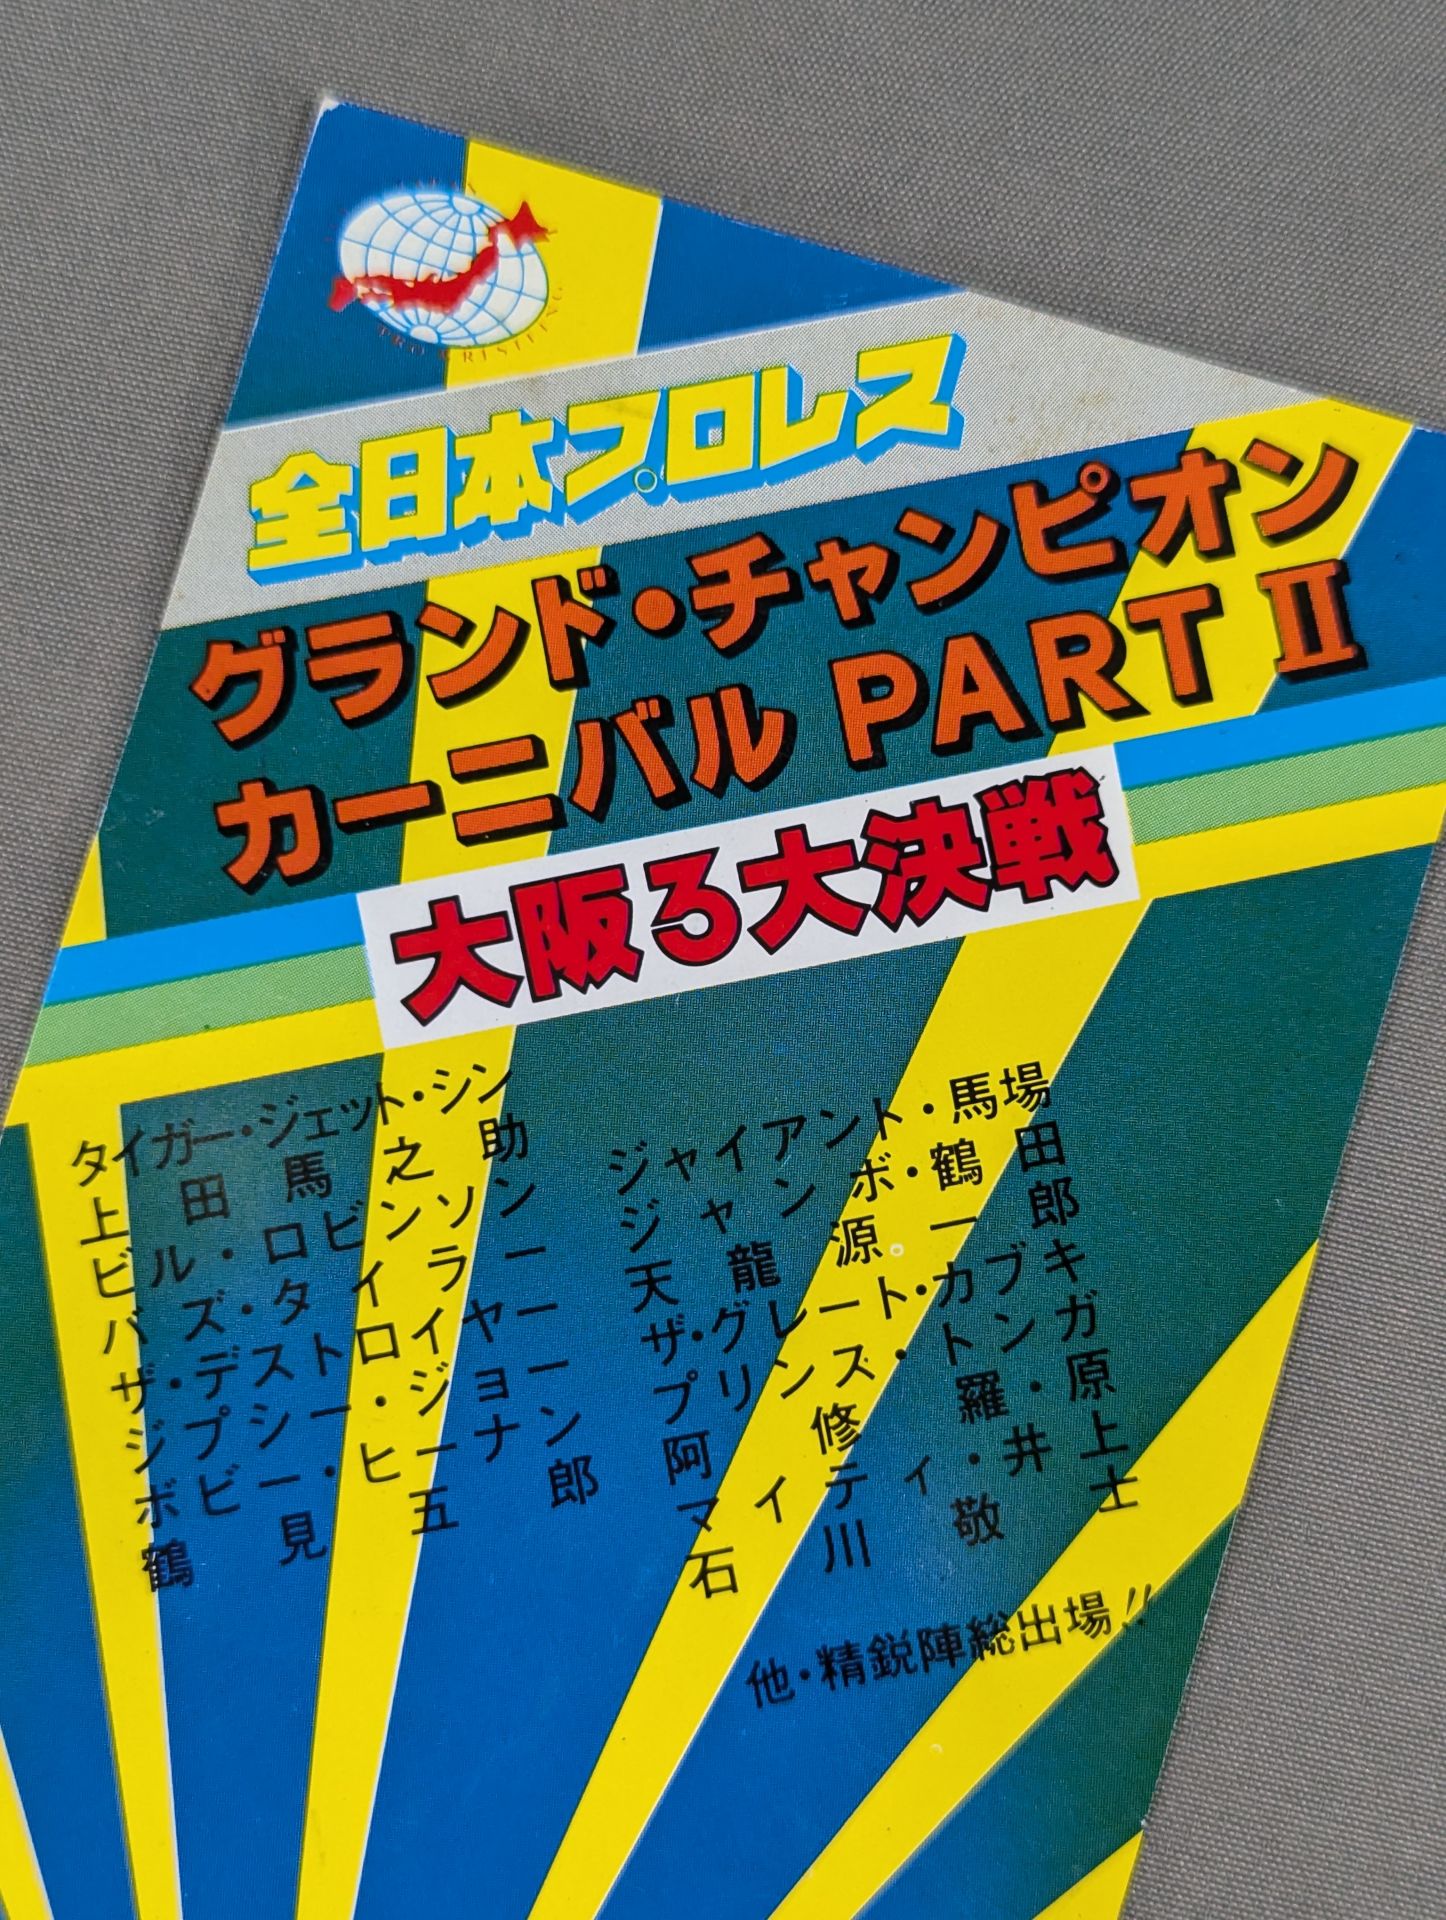 PRO WRESTLING
全日本プロレス
グランド・チャンピオン
カーニバル PART II
大阪3大決戦
タイガー・ジェット・シン
上田馬之助
ビル・ロビンソン
バズ・タイラー
ザ・デストロイヤー
ジプシー・ジョー
ボビー・ヒーナン
鶴見五郎
ジャイアント・馬場
ジャンボ・鶴田
天龍源一郎
ザ・グレート・カブキ
プリンス・トンガ
阿修羅・原
マイティ・井上
石川敬士
他・精鋭陣総出場!!